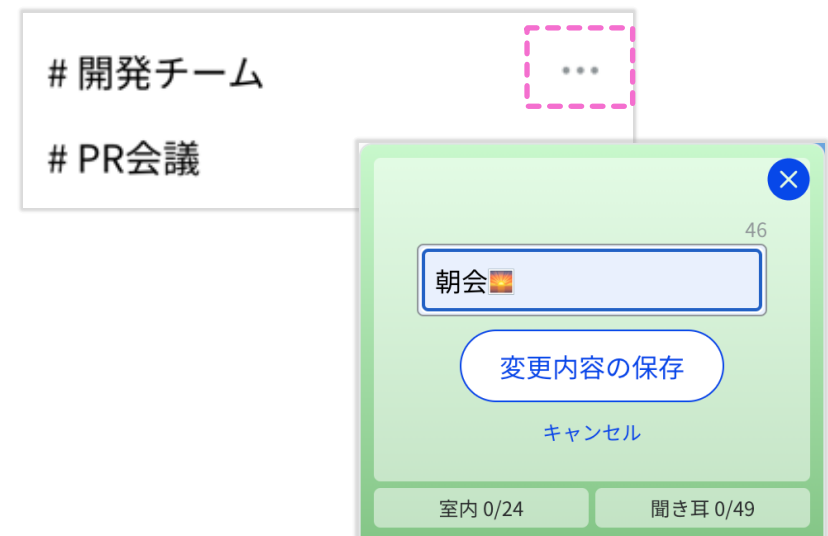 # 開発チーム
…
# PR会議
46
朝会🌅
変更内容の保存
キャンセル
室内 0/24
聞き耳 0/49